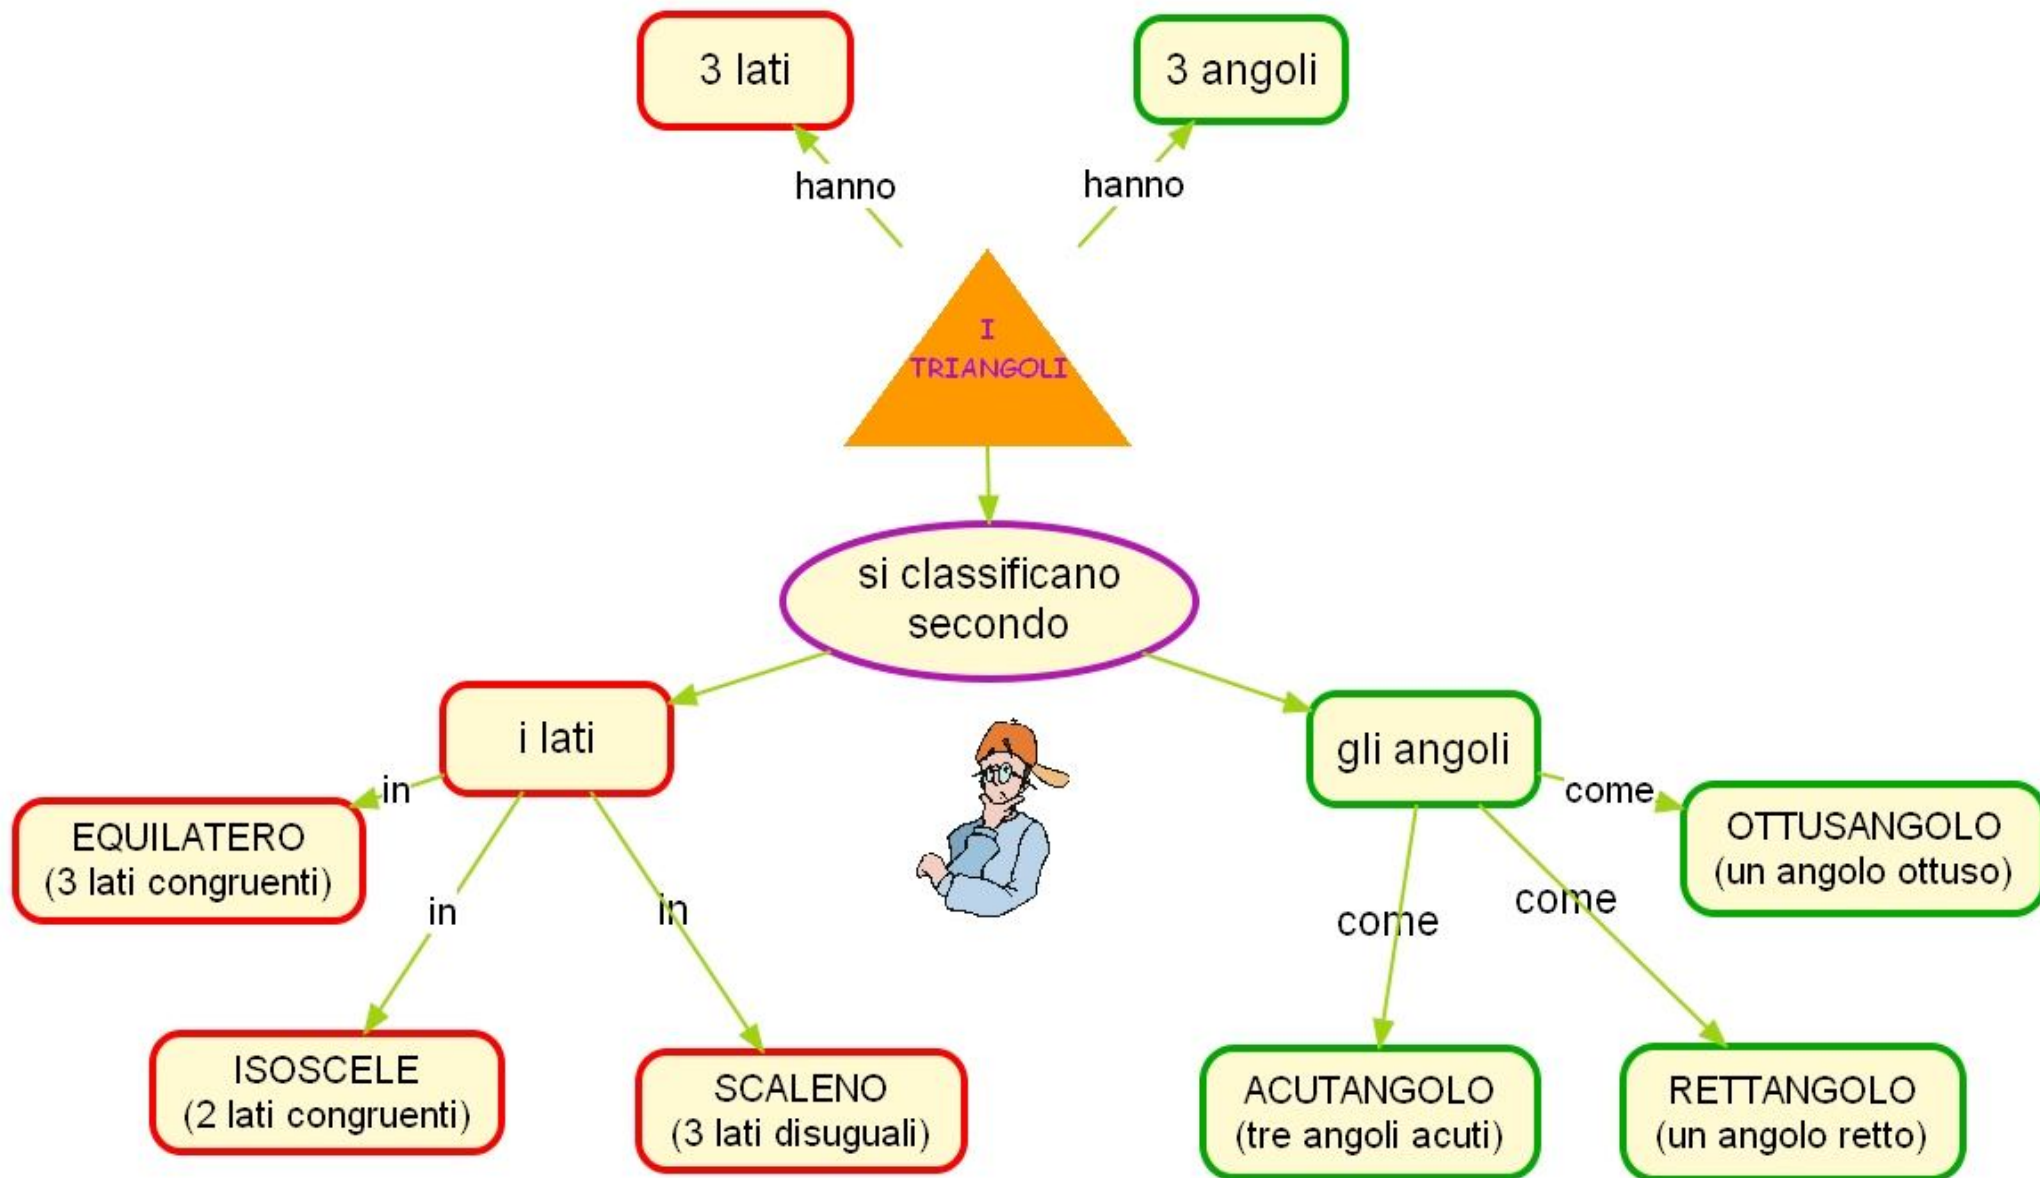 3 lati
3 angoli
hanno
hanno
I
TRIANGOLI
si classificano
secondo
i lati
gli angoli
in
come
EQUILATERO
(3 lati congruenti)
OTTUSANGOLO
(un angolo ottuso)
in
in
come
come
ISOSCELE
(2 lati congruenti)
SCALENO
(3 lati disuguali)
ACUTANGOLO
(tre angoli acuti)
RETTANGOLO
(un angolo retto)